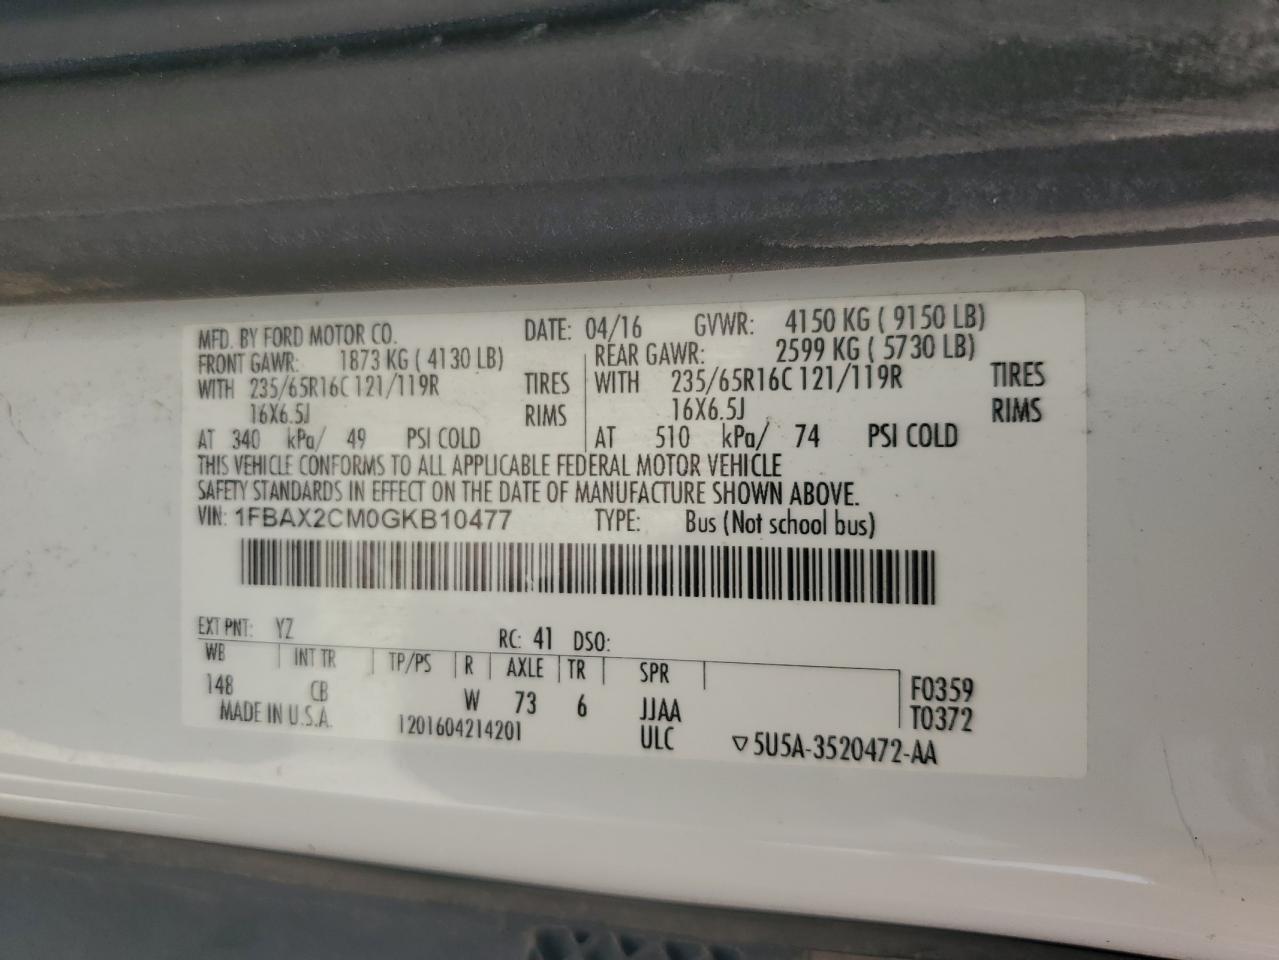 MFD. BY FORD MOTOR CO. DATE: 04/16 GVWR: 4150 KG ( 9150 LB)
FRONT GAWR: 1873 KG ( 4130 LB) REAR GAWR: 2599 KG ( 5730 LB)
WITH 235/65R16C 121/119R TIRES WITH 235/65R16C 121/119R TIRES
16X6.5J RIMS 16X6.5J RIMS
AT 340 kPa/ 49 PSI COLD AT 510 kPa/ 74 PSI COLD
THIS VEHICLE CONFORMS TO ALL APPLICABLE FEDERAL MOTOR VEHICLE
SAFETY STANDARDS IN EFFECT ON THE DATE OF MANUFACTURE SHOWN ABOVE.
VIN: 1FBAX2CM0GKB10477 TYPE: Bus (Not school bus)
EXT PNT: YZ RC: 41 DSO:
WB INT TR TP/PS R AXLE TR SPR
148 CB W 73 6 JJAA F0359
MADE IN U.S.A. 1201604214201 ULC T0372
▽5U5A-3520472-AA